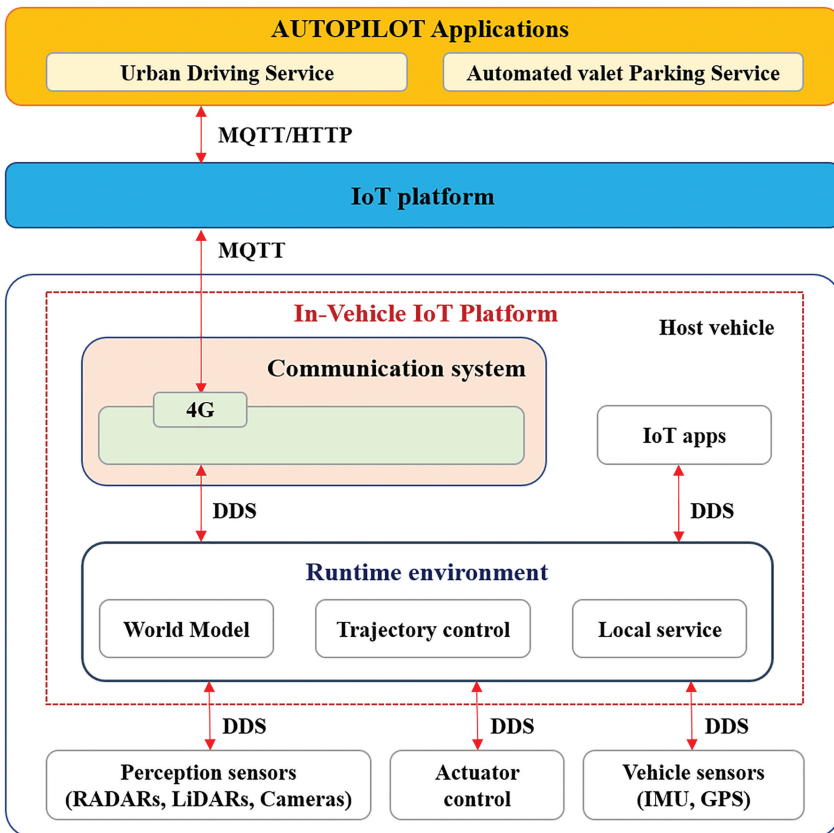 AUTOPILOT Applications
Urban Driving Service
Automated valet Parking Service
MQTT/HTTP
IoT platform
MQTT
In-Vehicle IoT Platform
Host vehicle
Communication system
4G
IoT apps
DDS
DDS
Runtime environment
World Model
Trajectory control
Local service
DDS
DDS
DDS
Perception sensors
(RADARs, LiDARs, Cameras)
Actuator
control
Vehicle sensors
(IMU, GPS)